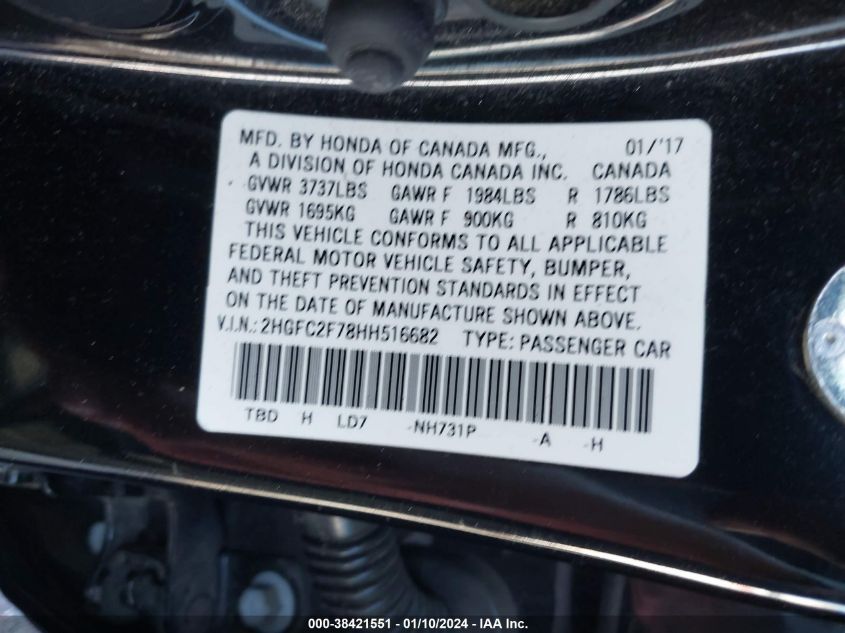 MFD. BY HONDA OF CANADA MFG., 01/'17
A DIVISION OF HONDA CANADA INC. CANADA
GVWR 3737LBS GAWR F 1984LBS R 1786LBS
GVWR 1695KG GAWR F 900KG R 810KG
THIS VEHICLE CONFORMS TO ALL APPLICABLE
FEDERAL MOTOR VEHICLE SAFETY, BUMPER,
AND THEFT PREVENTION STANDARDS IN EFFECT
ON THE DATE OF MANUFACTURE SHOWN ABOVE.
V.I.N.: 2HGFC2F78HH516682 TYPE: PASSENGER CAR
TBD H LD7 -NH731P -A -H
000-38421551 / 01/10/2024 - IAA Inc.